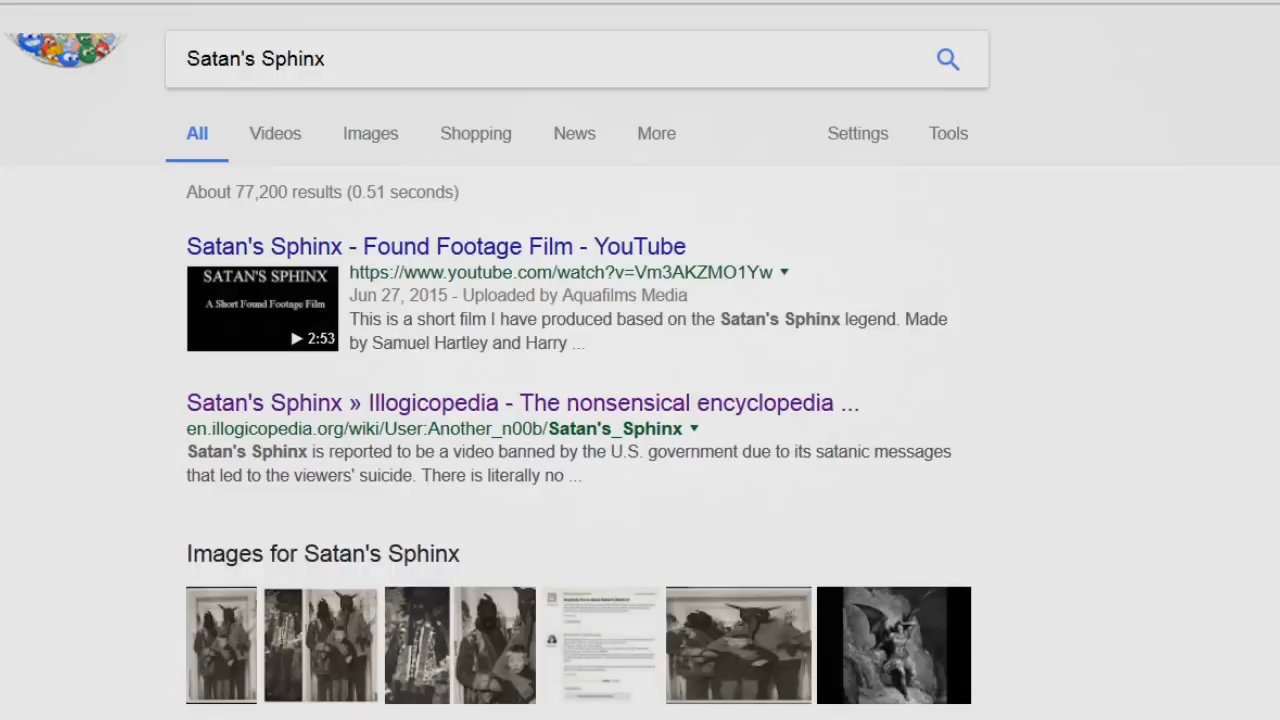 Satan's Sphinx
All Videos Images Shopping News More Settings Tools
About 77,200 results (0.51 seconds)
Satan's Sphinx - Found Footage Film - YouTube
SATAN'S SPHINX
A Short Found Footage Film
2:53
https://www.youtube.com/watch?v=Vm3AKZMO1Yw
Jun 27, 2015 - Uploaded by Aquafilms Media
This is a short film I have produced based on the Satan's Sphinx legend. Made
by Samuel Hartley and Harry ...
Satan's Sphinx » Illogicopedia - The nonsensical encyclopedia ...
en.illogicopedia.org/wiki/User:Another_n00b/Satan's_Sphinx
Satan's Sphinx is reported to be a video banned by the U.S. government due to its satanic messages
that led to the viewers' suicide. There is literally no ...
Images for Satan's Sphinx